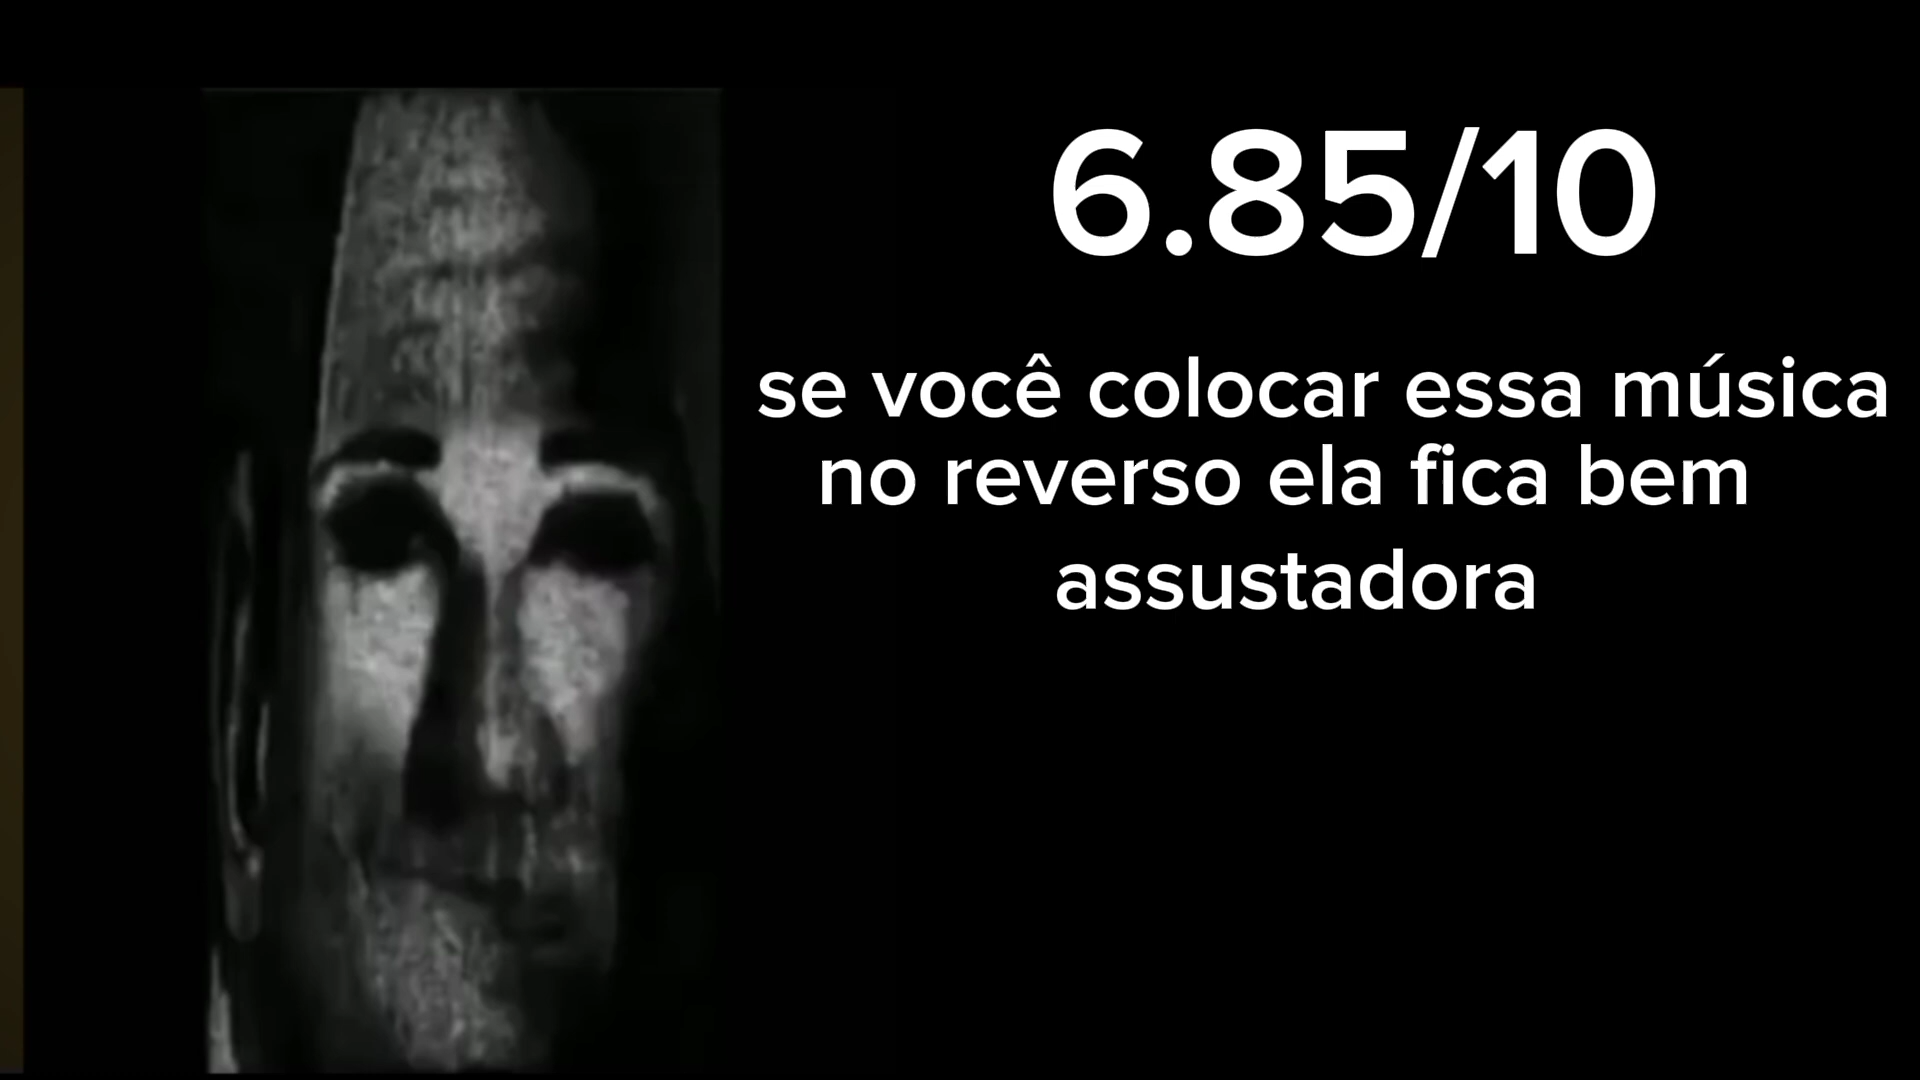 6.85/10
se você colocar essa música
no reverso ela fica bem
assustadora